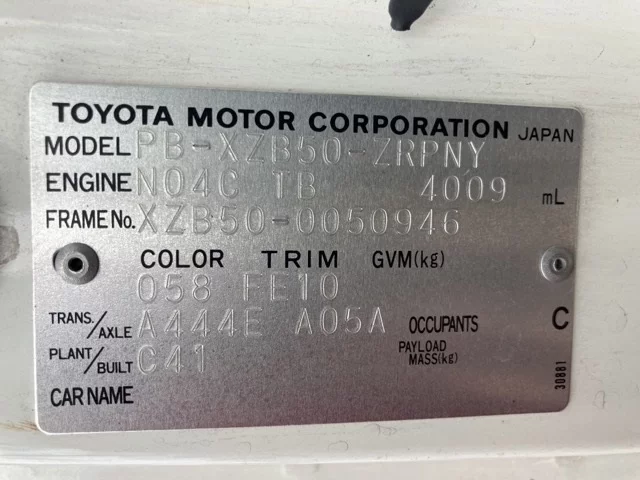 TOYOTA MOTOR CORPORATION JAPAN
MODEL PB-XZB50-ZRPNY
ENGINE N04C TB 4009 mL
FRAME No. XZB50-0050946
COLOR TRIM GVM(kg)
058 FE10
TRANS./AXLE A444E A05A OCCUPANTS C
PLANT/BUILT C41 PAYLOAD MASS(kg)
CAR NAME
30881